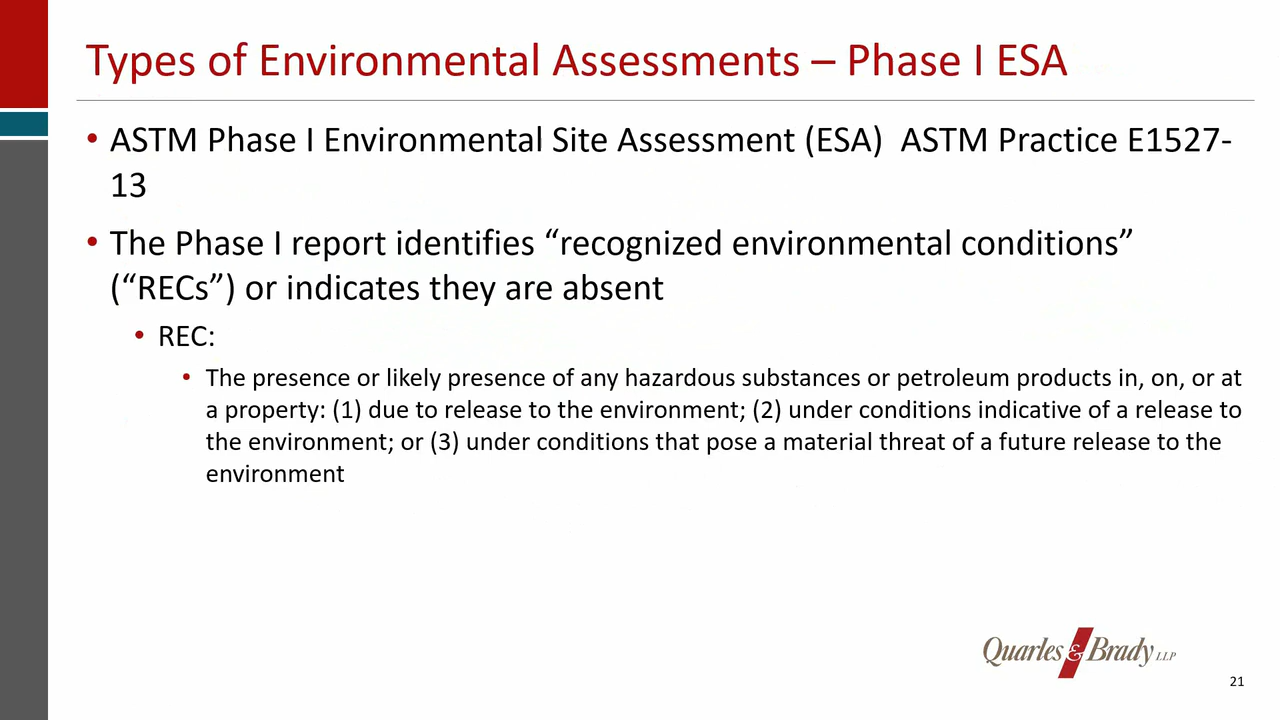 Types of Environmental Assessments – Phase I ESA
• ASTM Phase I Environmental Site Assessment (ESA)  ASTM Practice E1527-
13
• The Phase I report identifies “recognized environmental conditions”
(“RECs”) or indicates they are absent
• REC:
• The presence or likely presence of any hazardous substances or petroleum products in, on, or at
a property: (1) due to release to the environment; (2) under conditions indicative of a release to
the environment; or (3) under conditions that pose a material threat of a future release to the
environment
Quarles & Brady LLP
21